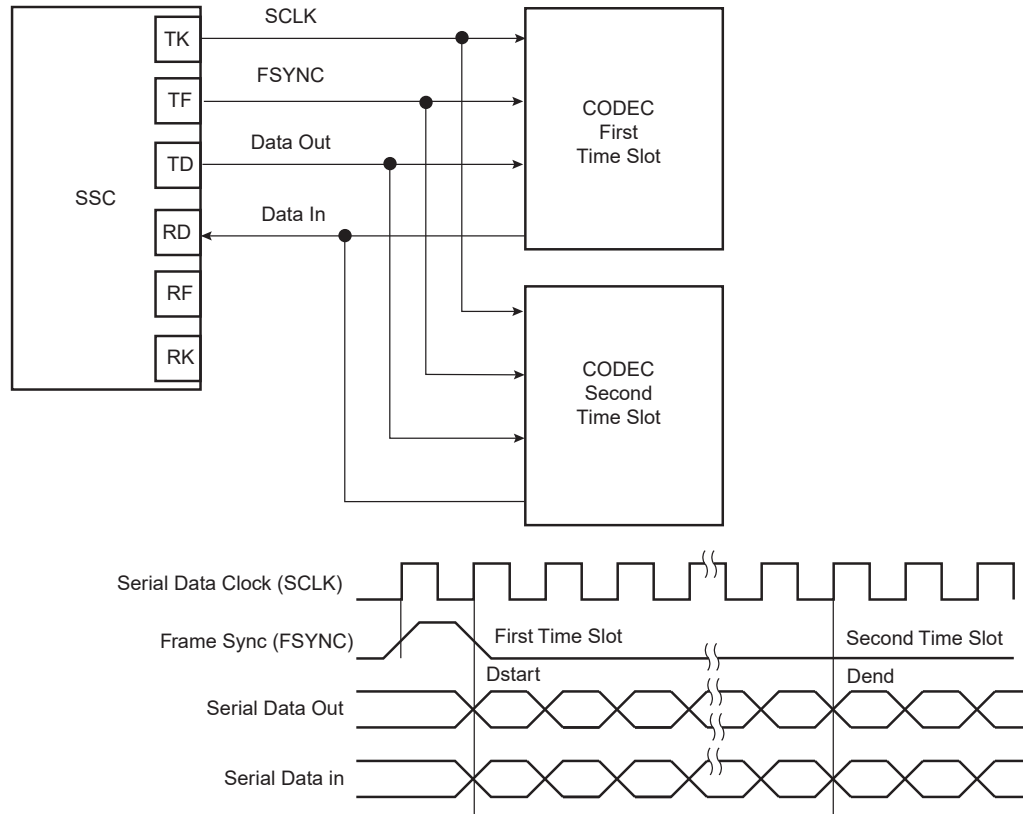 SCLK
TK
FSYNC
TF
CODEC
First
Time Slot
Data Out
TD
SSC
Data In
RD
RF
RK
CODEC
Second
Time Slot
Serial Data Clock (SCLK)
Frame Sync (FSYNC)
First Time Slot
Second Time Slot
Dstart
Dend
Serial Data Out
Serial Data in